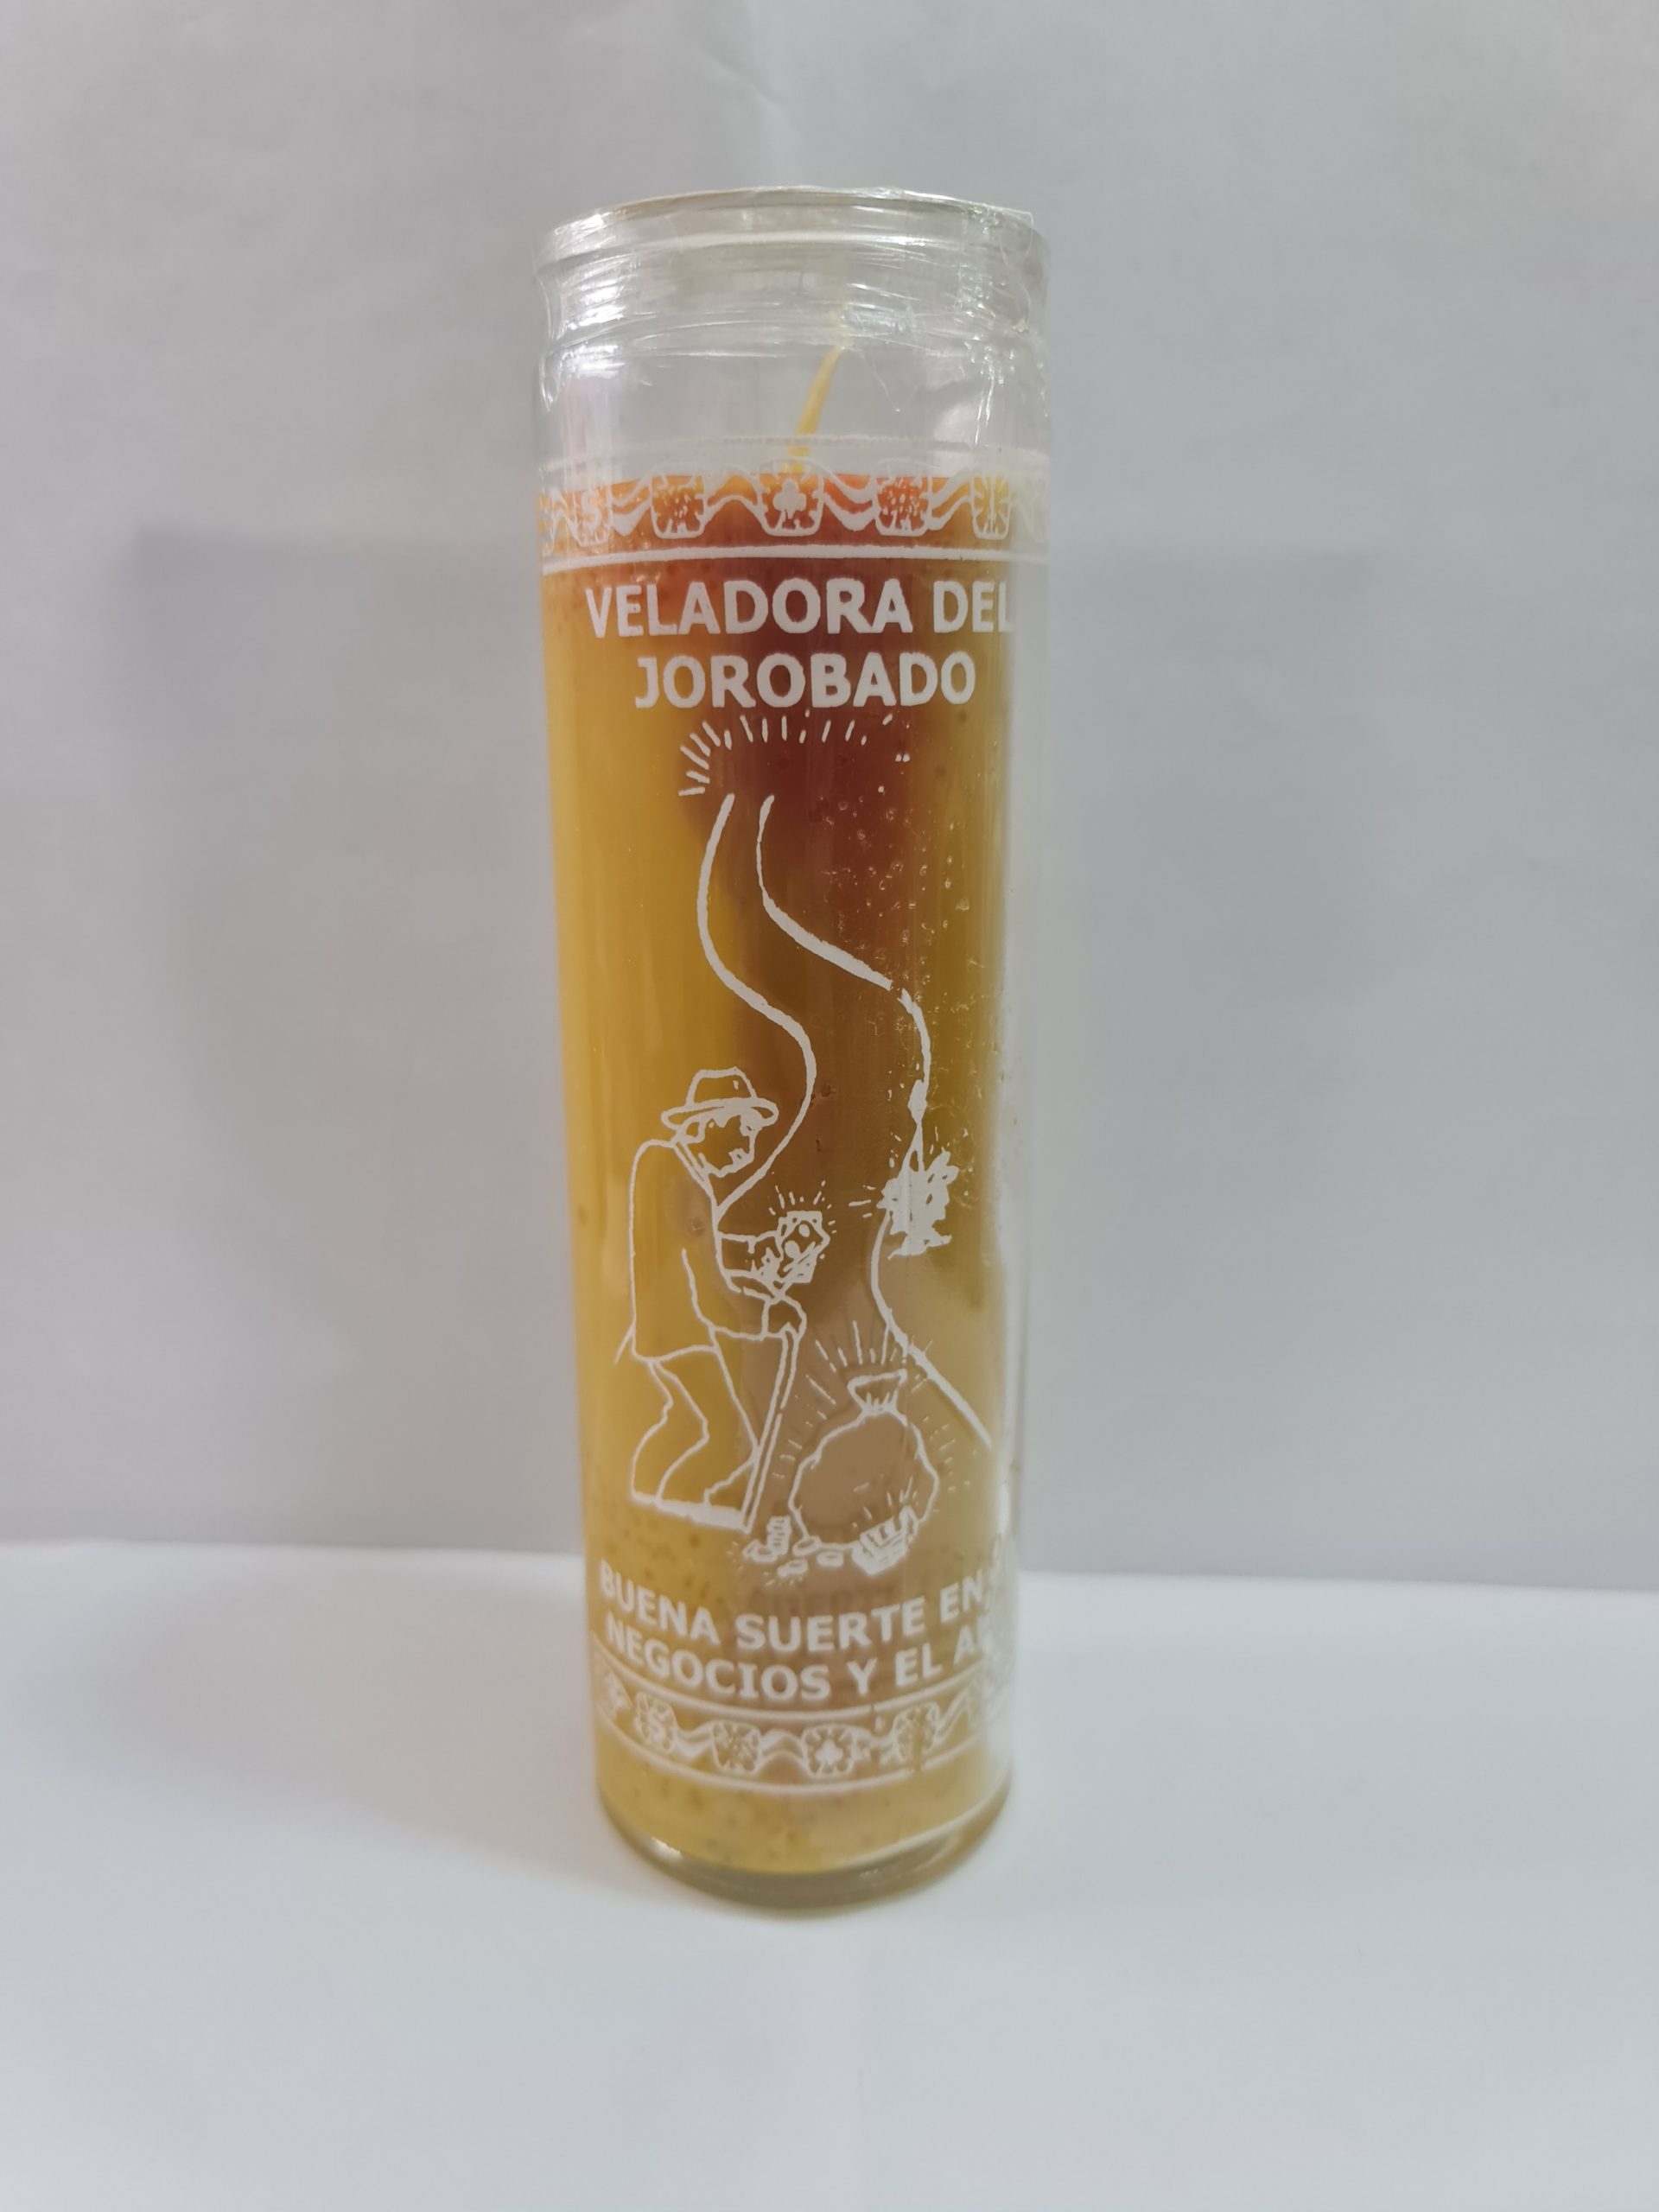 VELADORA DEL
JOROBADO
BUENA SUERTE EN
NEGOCIOS Y EL